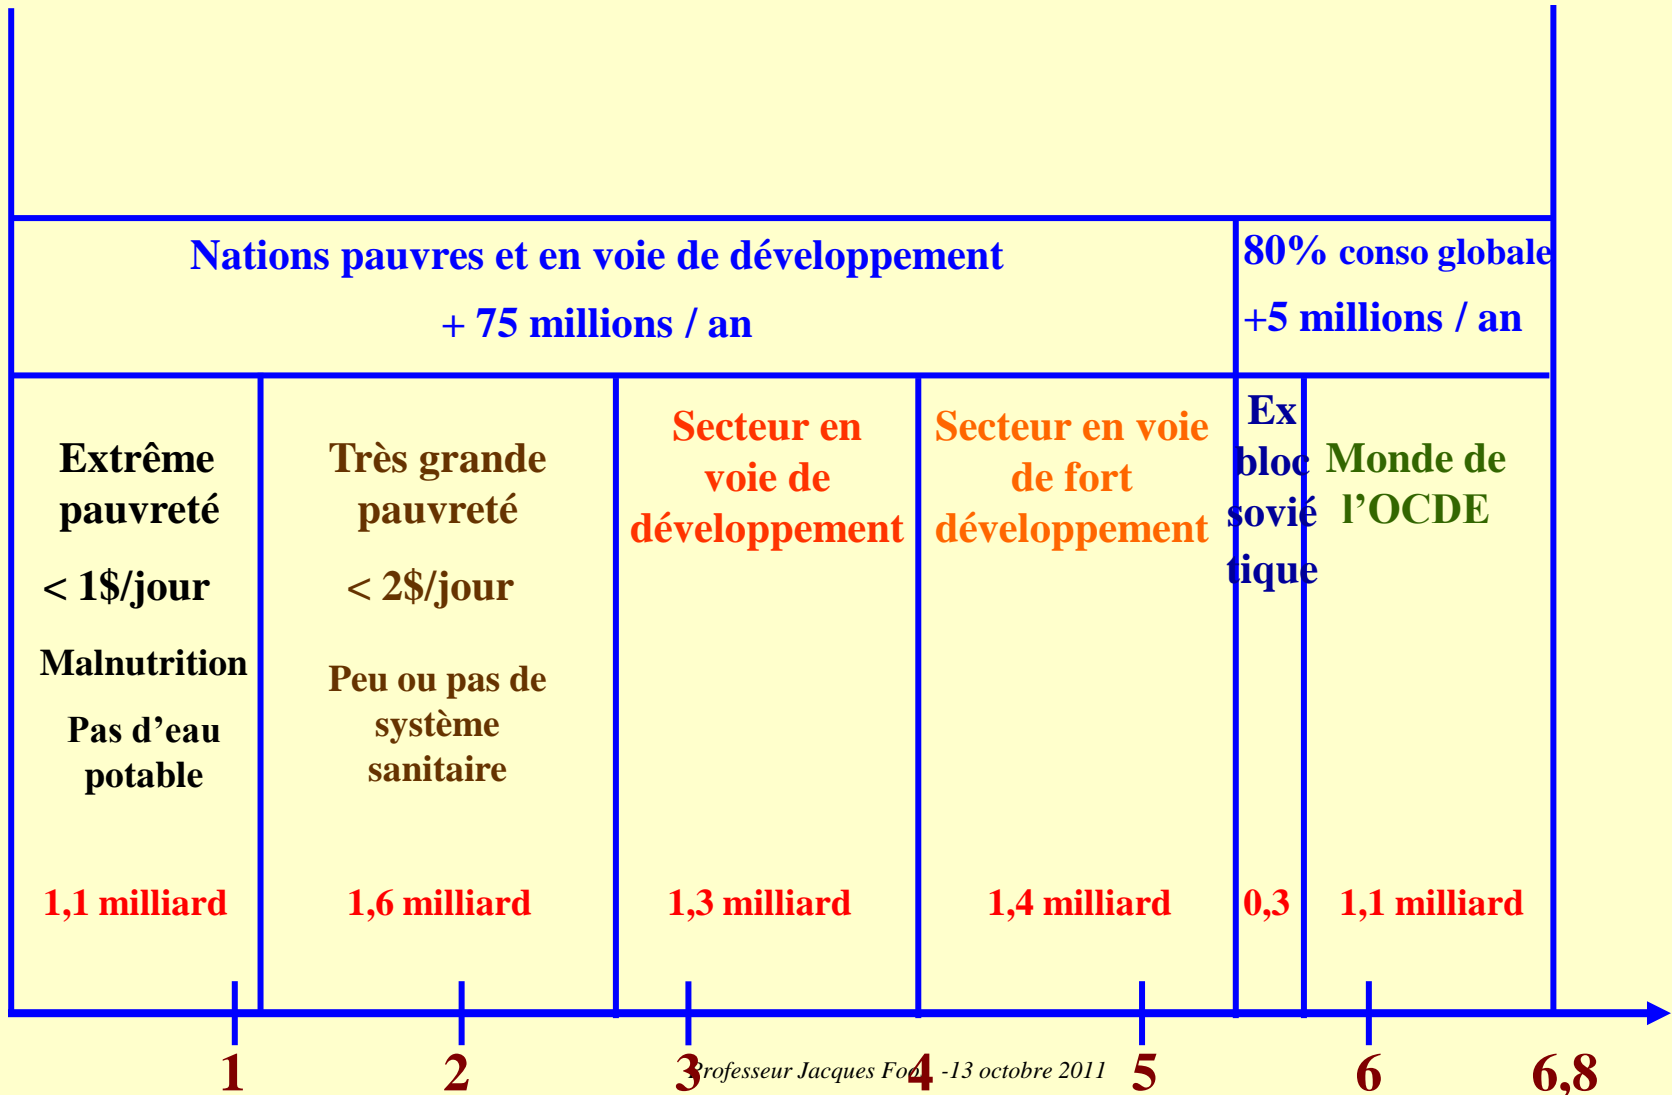 Nations pauvres et en voie de développement
+ 75 millions / an
80% conso globale
+5 millions / an
Extrême
pauvreté
< 1$/jour
Malnutrition
Pas d’eau
potable
1,1 milliard
Très grande
pauvreté
< 2$/jour
Peu ou pas de
système
sanitaire
1,6 milliard
Secteur en
voie de
développement
1,3 milliard
Secteur en voie
de fort
développement
1,4 milliard
Ex
bloc
sovié
tique
0,3
Monde de
l’OCDE
1,1 milliard
1
2
3
4
5
6
6,8
Professeur Jacques -13 octobre 2011